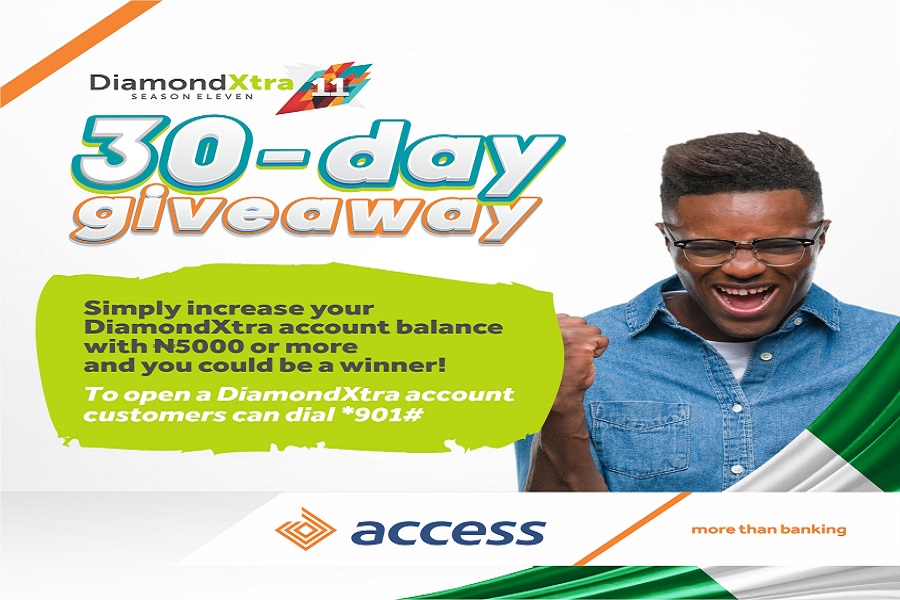 DiamondXtra 11
SEASON ELEVEN
30-day
giveaway
Simply increase your
DiamondXtra account balance
with ₦5000 or more
and you could be a winner!
To open a DiamondXtra account
customers can dial *901#
access
more than banking